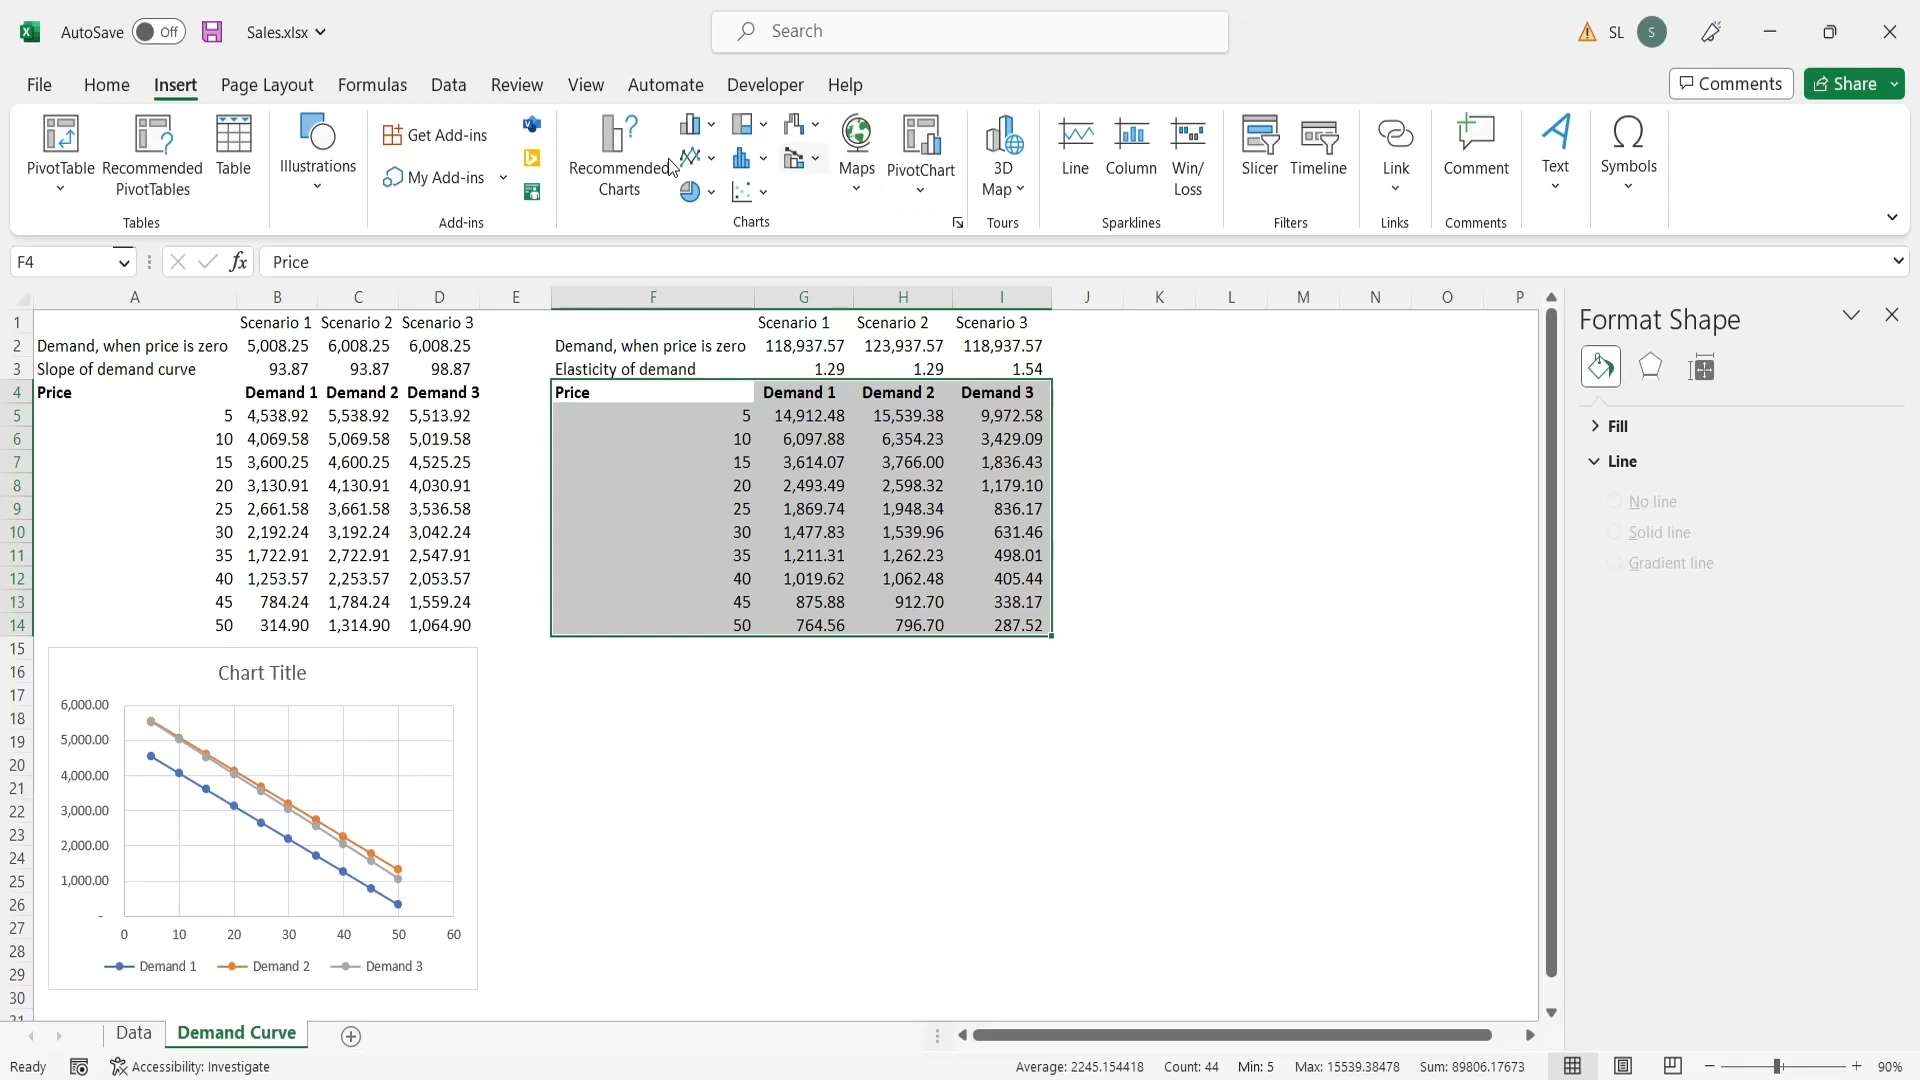 AutoSave Off Sales.xlsx Search SL S
File Home Insert Page Layout Formulas Data Review View Automate Developer Help Comments Share
PivotTable Recommended PivotTables Table Illustrations Get Add-ins My Add-ins Recommended Charts Maps PivotChart 3D Map Line Column Win/Loss Slicer Timeline Link Comment Text Symbols
Tables Add-ins Charts Tours Sparklines Filters Links Comments
F4 fx Price
A B C D E F G H I J K L M N O P
1 Scenario 1 Scenario 2 Scenario 3 Scenario 1 Scenario 2 Scenario 3
2 Demand, when price is zero 5,008.25 6,008.25 6,008.25 Demand, when price is zero 118,937.57 123,937.57 118,937.57
3 Slope of demand curve 93.87 93.87 98.87 Elasticity of demand 1.29 1.29 1.54
4 Price Demand 1 Demand 2 Demand 3 Price Demand 1 Demand 2 Demand 3
5 5 4,538.92 5,538.92 5,513.92 5 14,912.48 15,539.38 9,972.58
6 10 4,069.58 5,069.58 5,019.58 10 6,097.88 6,354.23 3,429.09
7 15 3,600.25 4,600.25 4,525.25 15 3,614.07 3,766.00 1,836.43
8 20 3,130.91 4,130.91 4,030.91 20 2,493.49 2,598.32 1,179.10
9 25 2,661.58 3,661.58 3,536.58 25 1,869.74 1,948.34 836.17
10 30 2,192.24 3,192.24 3,042.24 30 1,477.83 1,539.96 631.46
11 35 1,722.91 2,722.91 2,547.91 35 1,211.31 1,262.23 498.01
12 40 1,253.57 2,253.57 2,053.57 40 1,019.62 1,062.48 405.44
13 45 784.24 1,784.24 1,559.24 45 875.88 912.70 338.17
14 50 314.90 1,314.90 1,064.90 50 764.56 796.70 287.52
15
16
17
18
19
20
21
22
23
24
25
26
27
28
29
30
Chart Title
6,000.00
5,000.00
4,000.00
3,000.00
2,000.00
1,000.00
-
0 10 20 30 40 50 60
Demand 1 Demand 2 Demand 3
Format Shape
Fill
Line
No line
Solid line
Gradient line
Data Demand Curve
Ready Accessibility: Investigate Average: 2245.154418 Count: 44 Min: 5 Max: 15539.38478 Sum: 89806.17673 90%